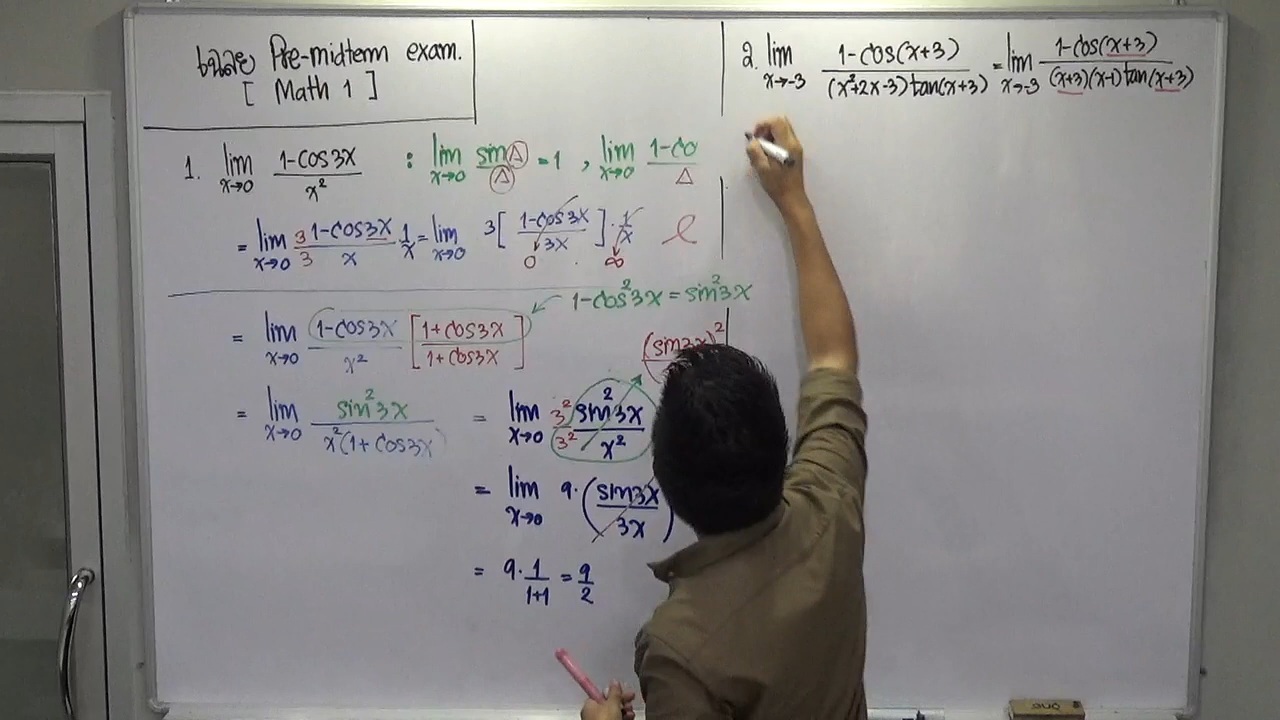 เฉลย Pre-midterm exam.
[ Math 1 ]
1. lim x→0 (1-cos3x)/x² : lim x→0 sin△/△ = 1 , lim x→0 1-co/△
= lim x→0 3/3 (1-cos3x)/x · 1/x = lim x→0 3[(1-cos3x)/3x] · 1/x
0 ∞
1-cos²3x = sin²3x
= lim x→0 (1-cos3x)/x² [(1+cos3x)/(1+cos3x)]
(sin3x)²
= lim x→0 sin²3x/x²(1+cos3x) = lim x→0 3²/3² sin²3x/x²
= lim x→0 9·(sin3x/3x)
= 9·1/(1+1) = 9/2
2. lim x→-3 (1-cos(x+3))/((x²+2x-3)tan(x+3)) = lim x→-3 (1-cos(x+3))/((x+3)(x-1)tan(x+3))